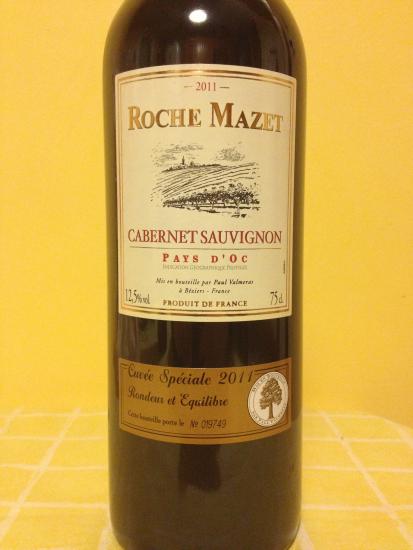 2011
ROCHE MAZET
CABERNET SAUVIGNON
PAYS D'OC
INDICATION GÉOGRAPHIQUE PROTÉGÉE
Mis en bouteille par Paul Valmeras
12,5%vol. à Béziers - France 75 cl
PRODUIT DE FRANCE
Cuvée Spéciale 2011
Rondeur et Equilibre
Cette bouteille porte le № 019749